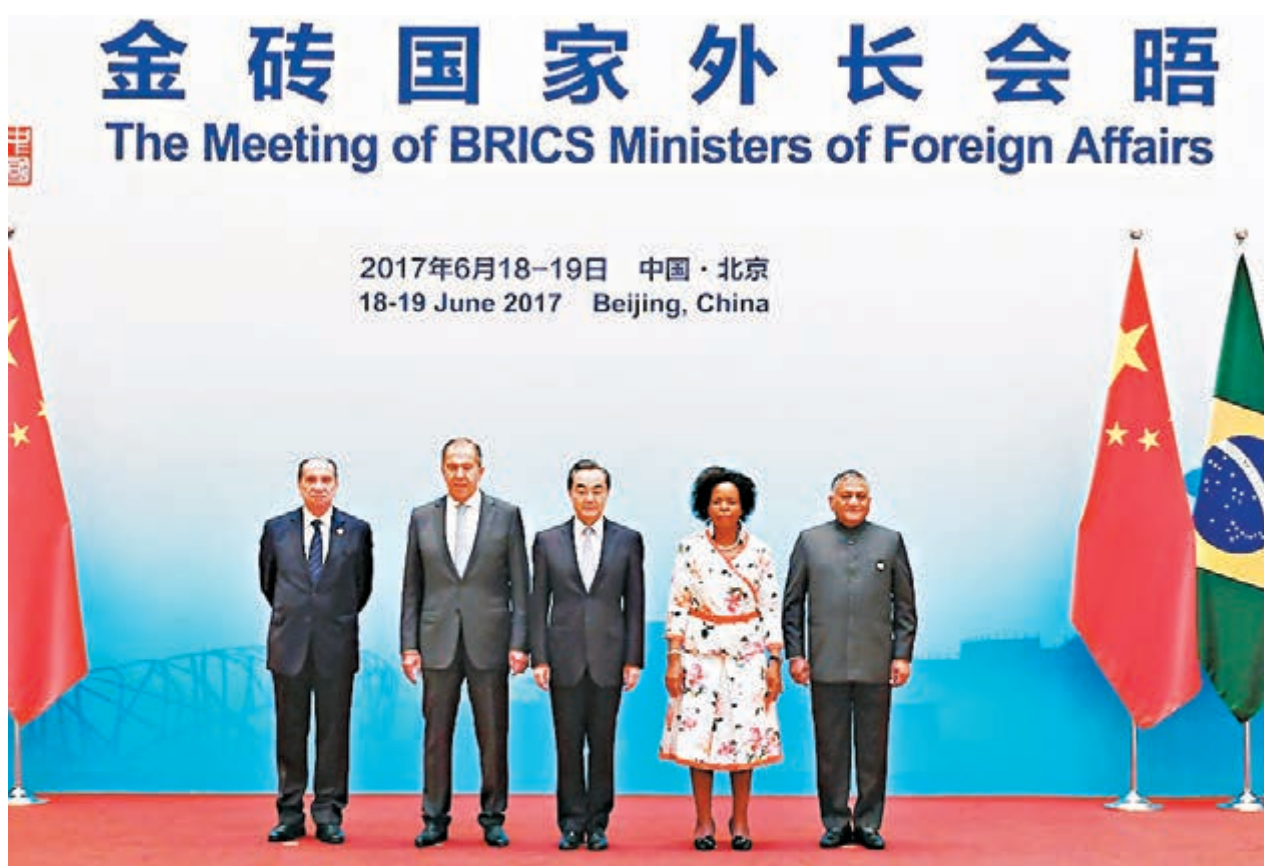 金砖国家外长会晤
The Meeting of BRICS Ministers of Foreign Affairs
2017年6月18-19日 中国·北京
18-19 June 2017 Beijing, China